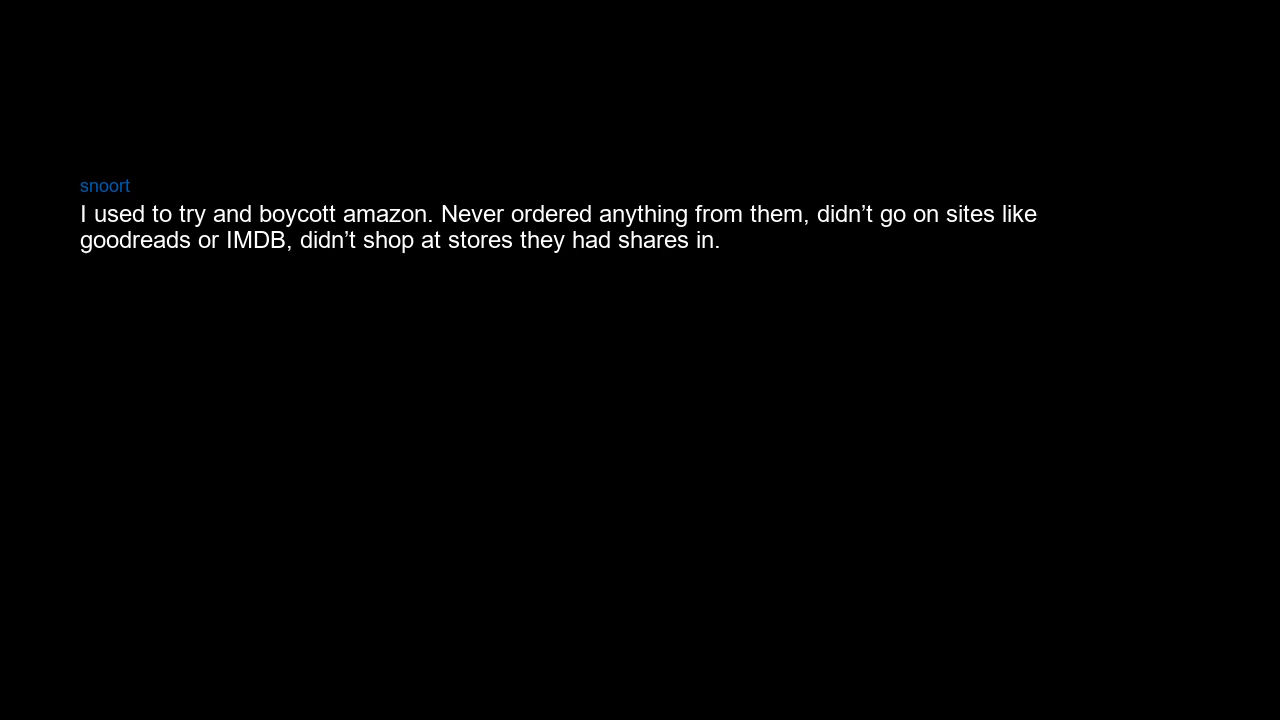 snoort
I used to try and boycott amazon. Never ordered anything from them, didn’t go on sites like
goodreads or IMDB, didn’t shop at stores they had shares in.